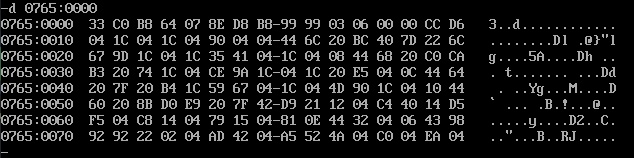 -d 0765:0000
0765:0000 33 C0 B8 64 07 8E D8 B8-99 99 03 06 00 00 CC D6 3..d............
0765:0010 04 1C 04 1C 04 90 04 04-44 6C 20 BC 40 7D 22 6C ........Dl .@}"l
0765:0020 67 9D 1C 04 1C 35 41 04-1C 04 08 44 68 20 C0 CA g....5A....Dh ..
0765:0030 B3 20 74 1C 04 CE 9A 1C-04 1C 20 E5 04 0C 44 64 . t....... ...Dd
0765:0040 20 7F 20 B4 1C 59 67 04-1C 04 4D 90 1C 04 10 44  . ..Yg...M....D
0765:0050 60 20 8B D0 E9 20 7F 42-D9 21 12 04 C4 40 14 D5 ` ... .B.!...@..
0765:0060 F5 04 C8 14 04 79 15 04-81 0E 44 32 04 06 43 98 .....y....D2..C.
0765:0070 92 92 22 02 04 AD 42 04-A5 52 4A 04 C0 04 EA 04 .."...B..RJ.....
-